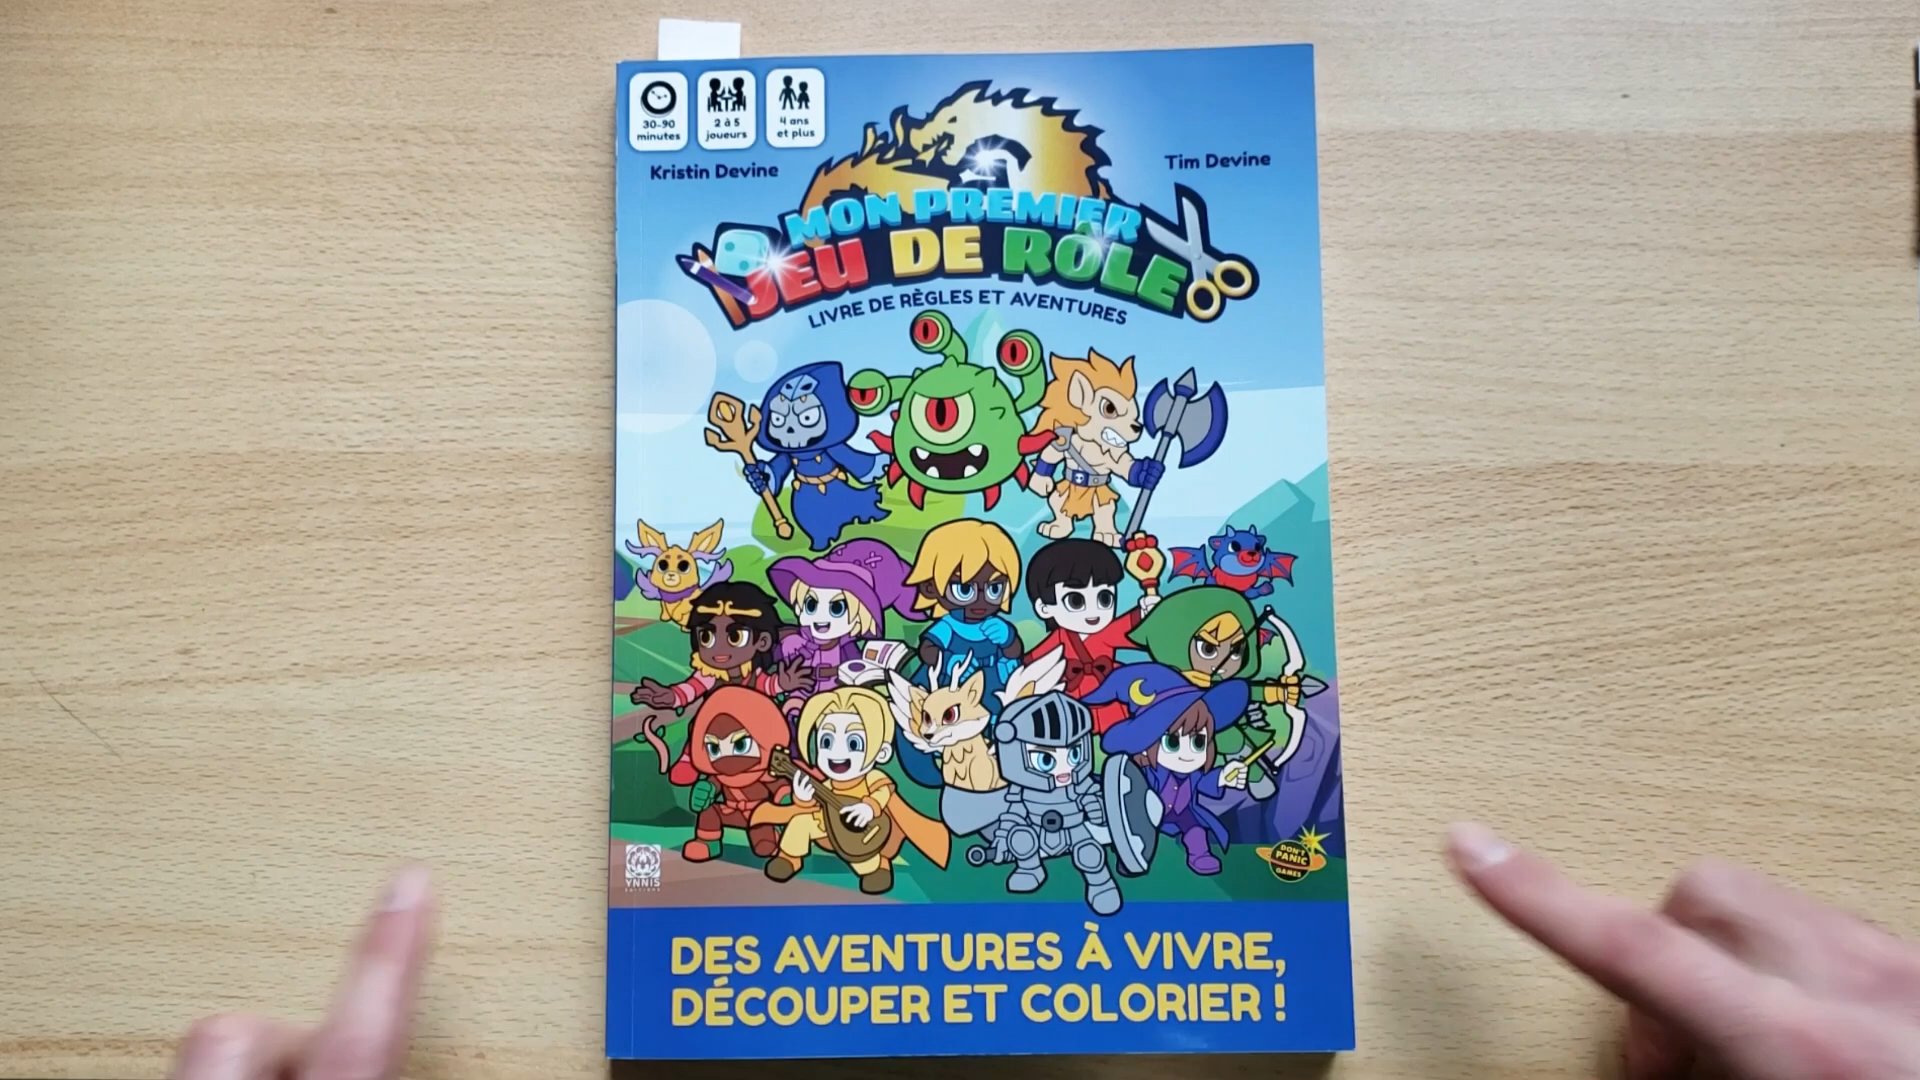 30-90
minutes
2 à 5
joueurs
4 ans
et plus
Kristin Devine
Tim Devine
MON PREMIER
JEU DE RÔLE
LIVRE DE RÈGLES ET AVENTURES
YNNIS
EDITIONS
DON'T
PANIC
GAMES
DES AVENTURES À VIVRE,
DÉCOUPER ET COLORIER !